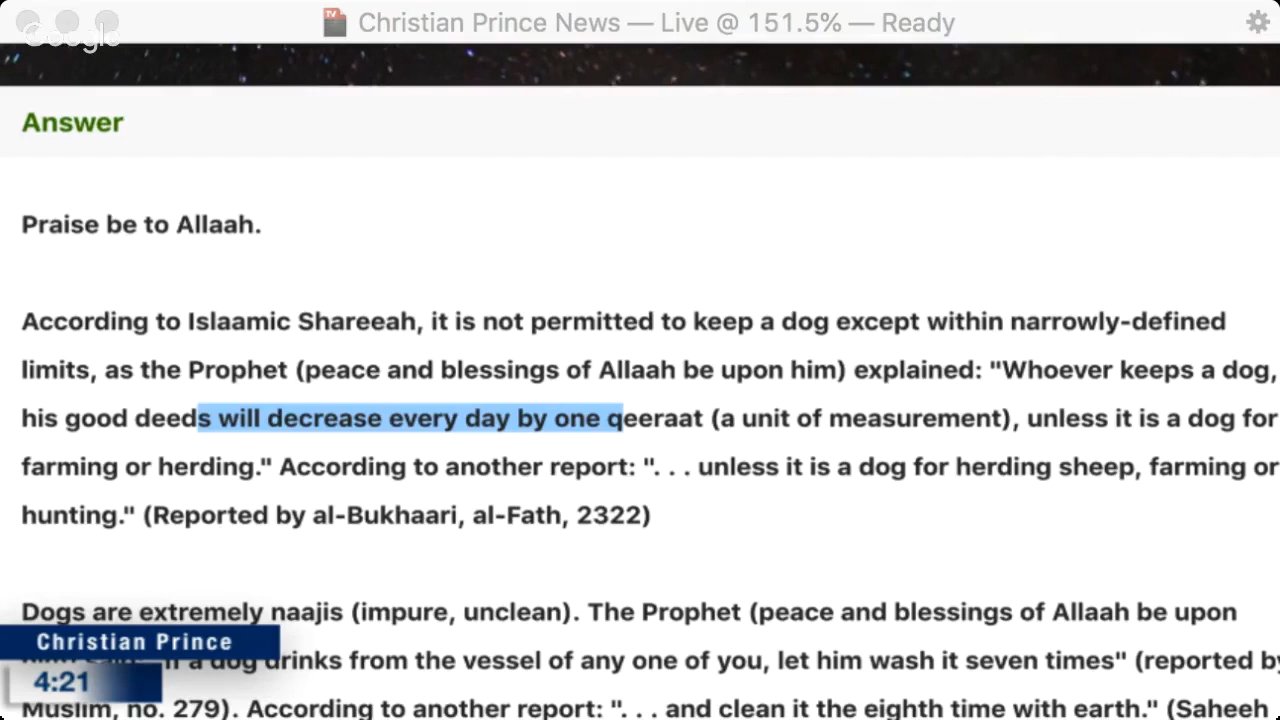 Christian Prince News — Live @ 151.5% — Ready
Google
Answer
Praise be to Allaah.
According to Islaamic Shareeah, it is not permitted to keep a dog except within narrowly-defined
limits, as the Prophet (peace and blessings of Allaah be upon him) explained: "Whoever keeps a dog,
his good deeds will decrease every day by one qeeraat (a unit of measurement), unless it is a dog for
farming or herding." According to another report: ". . . unless it is a dog for herding sheep, farming or
hunting." (Reported by al-Bukhaari, al-Fath, 2322)
Dogs are extremely naajis (impure, unclean). The Prophet (peace and blessings of Allaah be upon
Christian Prince
a dog drinks from the vessel of any one of you, let him wash it seven times" (reported by
4:21
Muslim, no. 279). According to another report: ". . . and clean it the eighth time with earth." (Saheeh